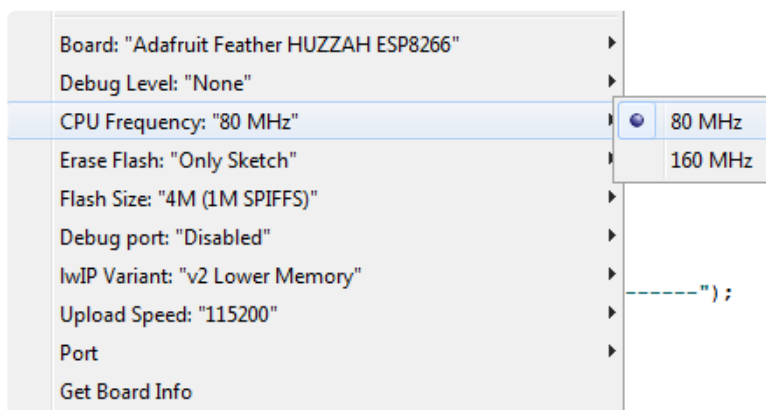 Board: "Adafruit Feather HUZZAH ESP8266"
Debug Level: "None"
CPU Frequency: "80 MHz"
80 MHz
Erase Flash: "Only Sketch"
160 MHz
Flash Size: "4M (1M SPIFFS)"
Debug port: "Disabled"
lwIP Variant: "v2 Lower Memory"
------");
Upload Speed: "115200"
Port
Get Board Info